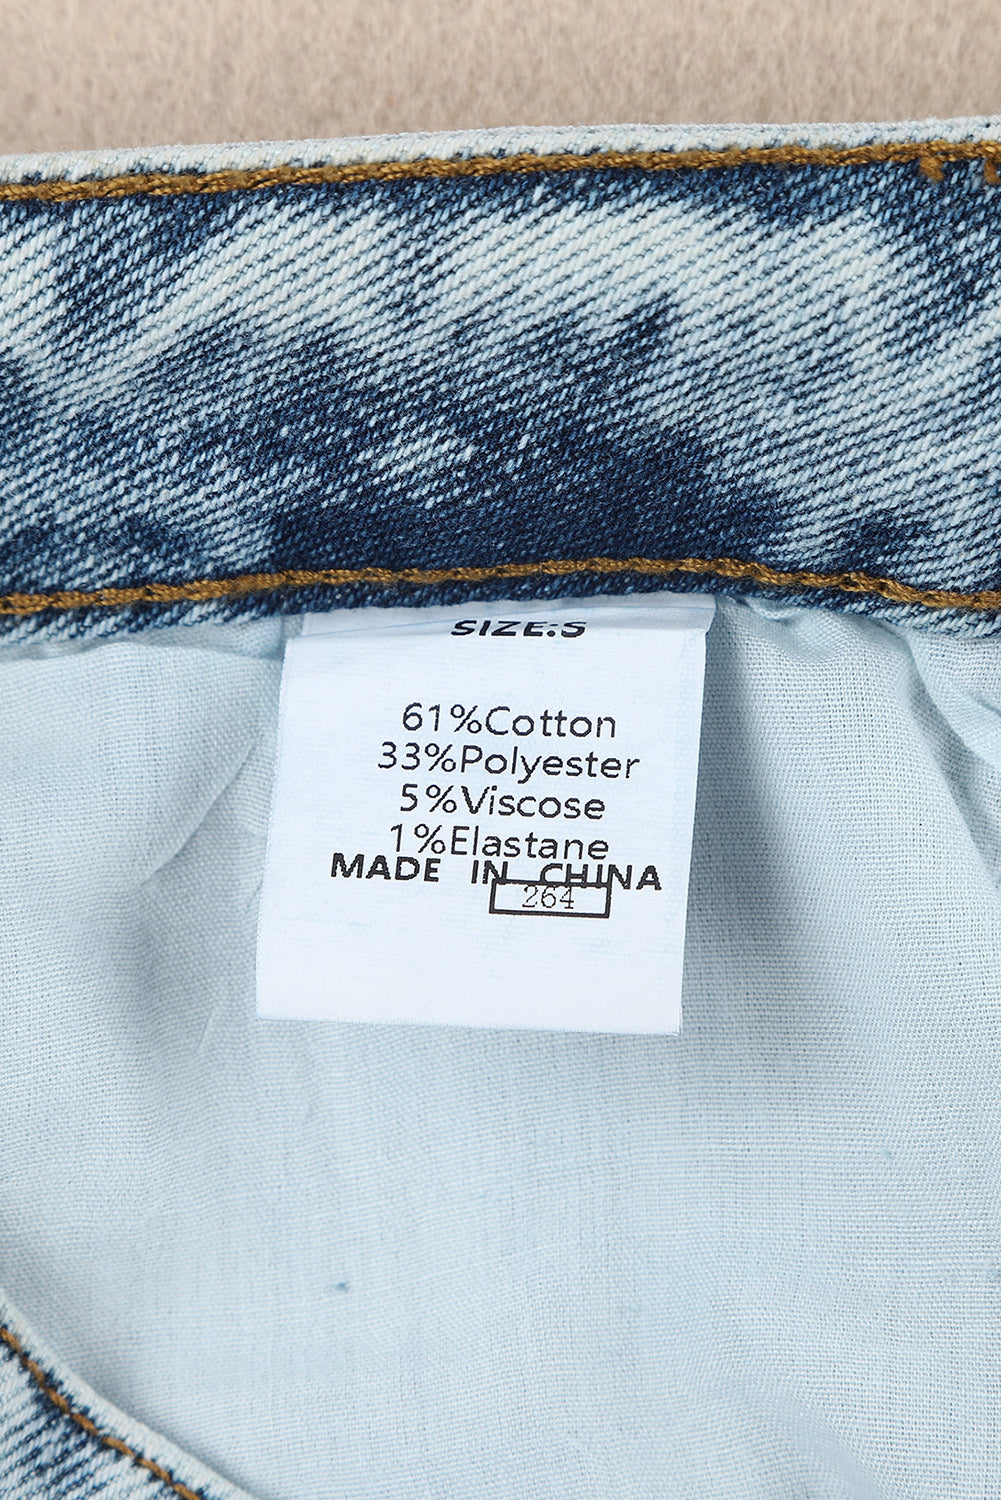 SIZE:S
61%Cotton
33%Polyester
5%Viscose
1%Elastane
MADE IN CHINA
264